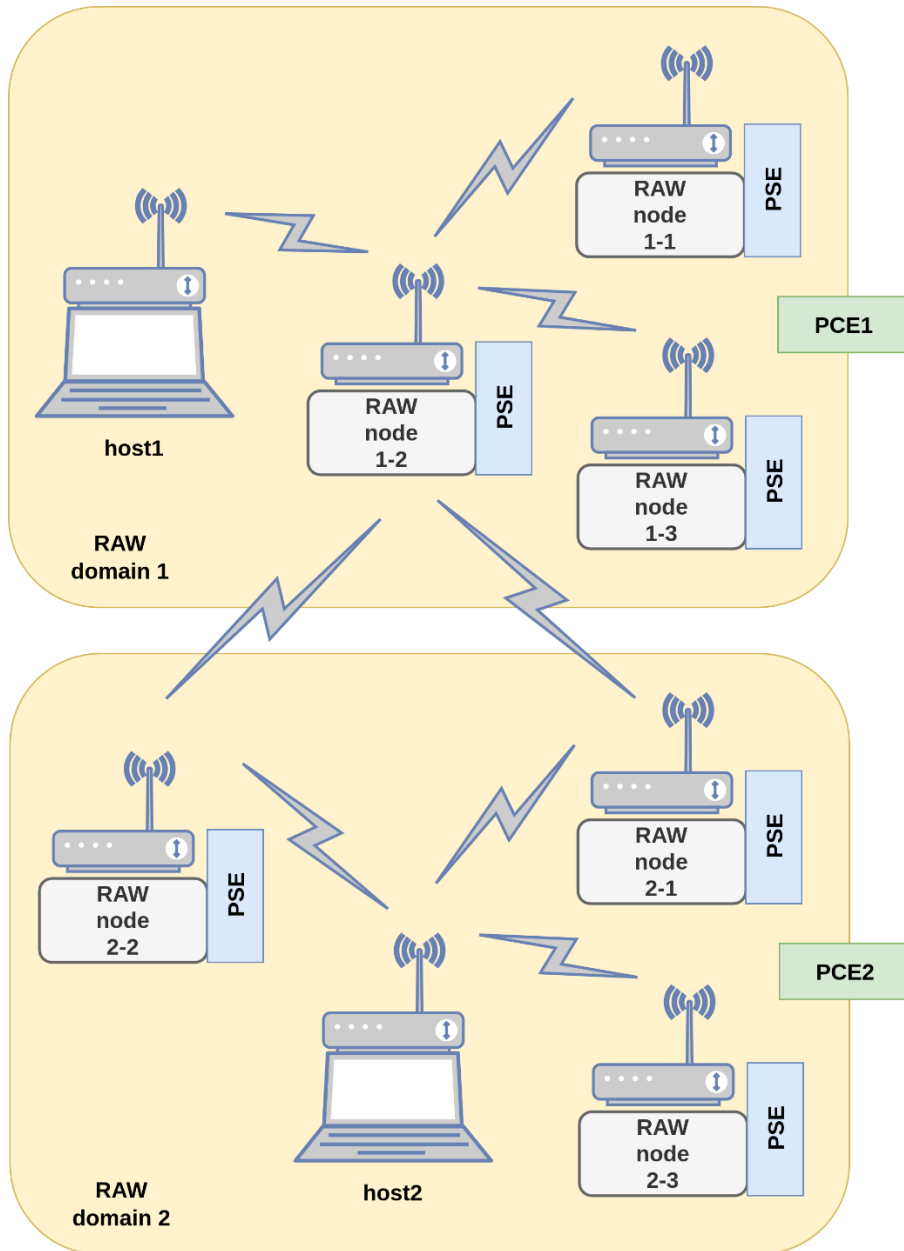 RAW
node
1-1
PSE
PCE1
RAW
node
1-2
PSE
host1
RAW
node
1-3
PSE
RAW
domain 1
RAW
node
2-1
PSE
RAW
node
2-2
PSE
PCE2
RAW
node
2-3
PSE
host2
RAW
domain 2